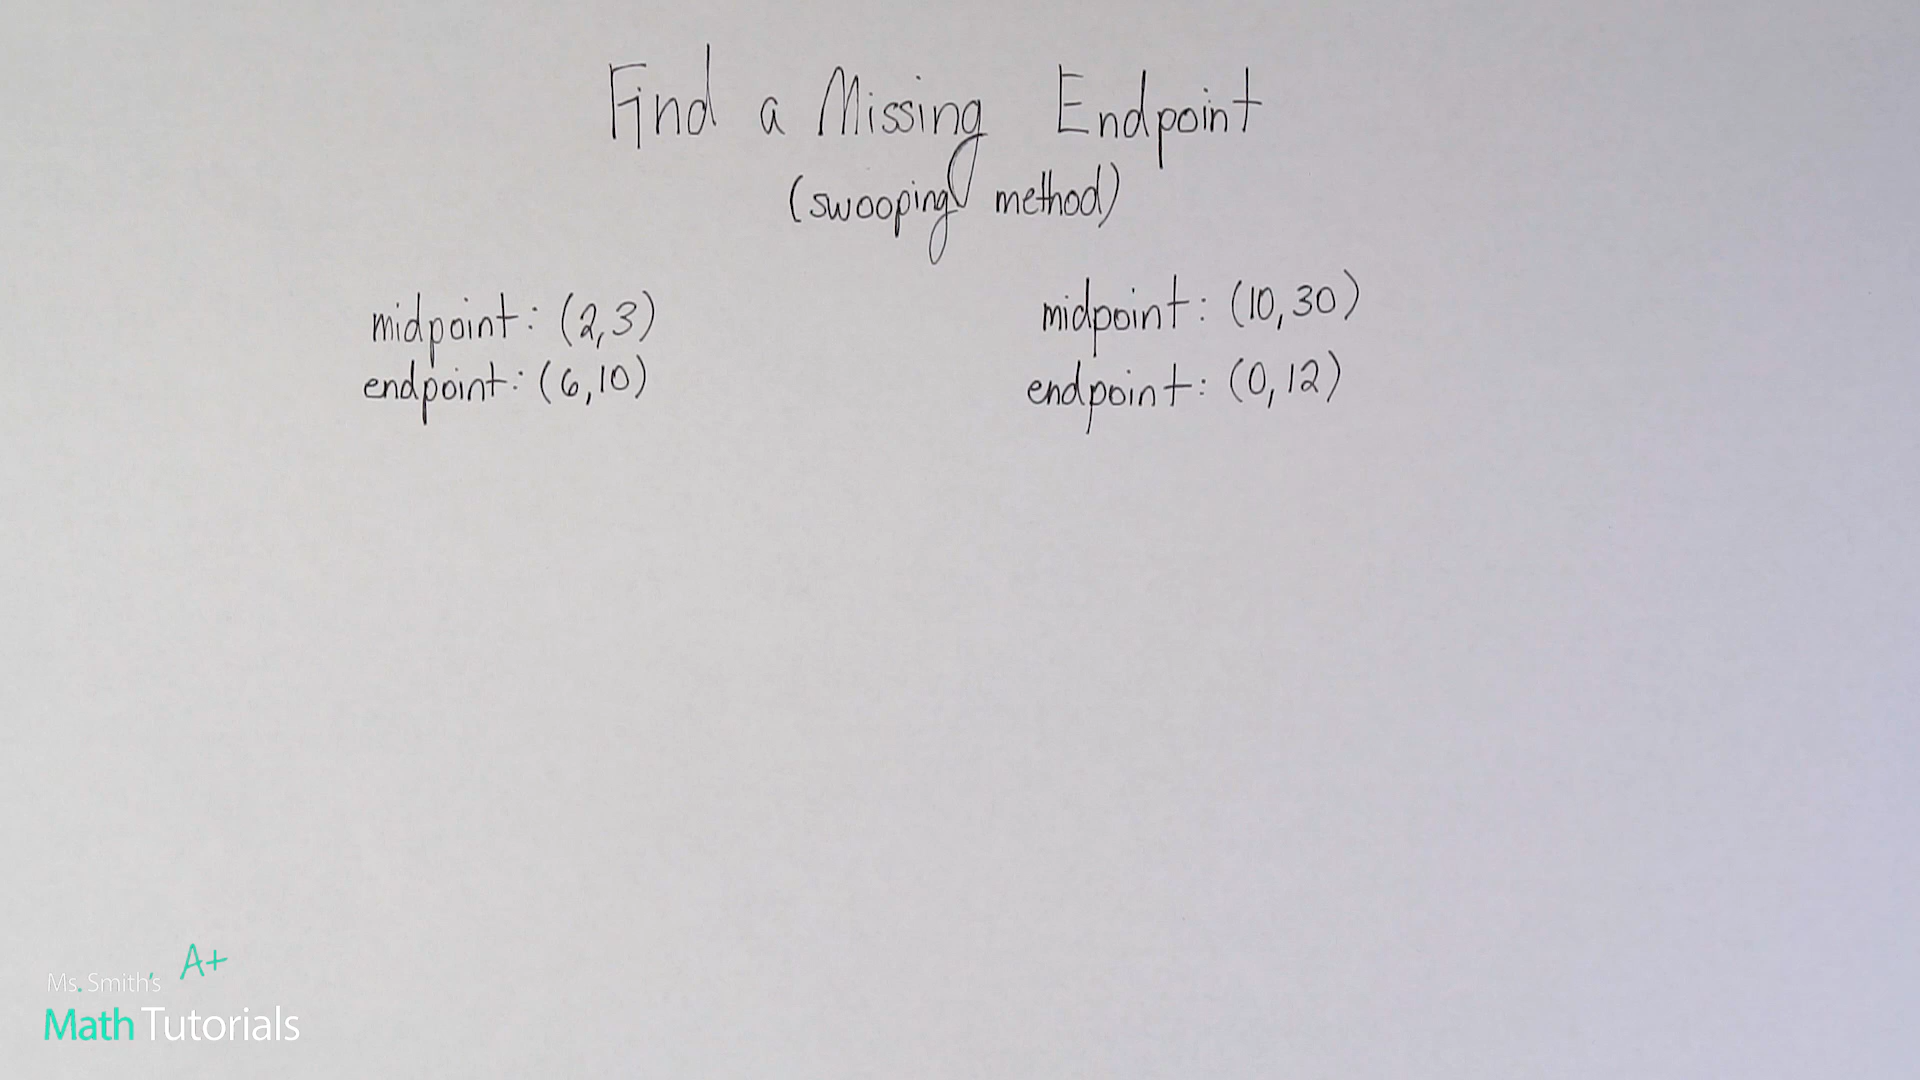 Find a Missing Endpoint
(swooping method)
midpoint: (2,3)
endpoint: (6,10)
midpoint: (10,30)
endpoint: (0,12)
A+
Ms. Smith's
Math Tutorials